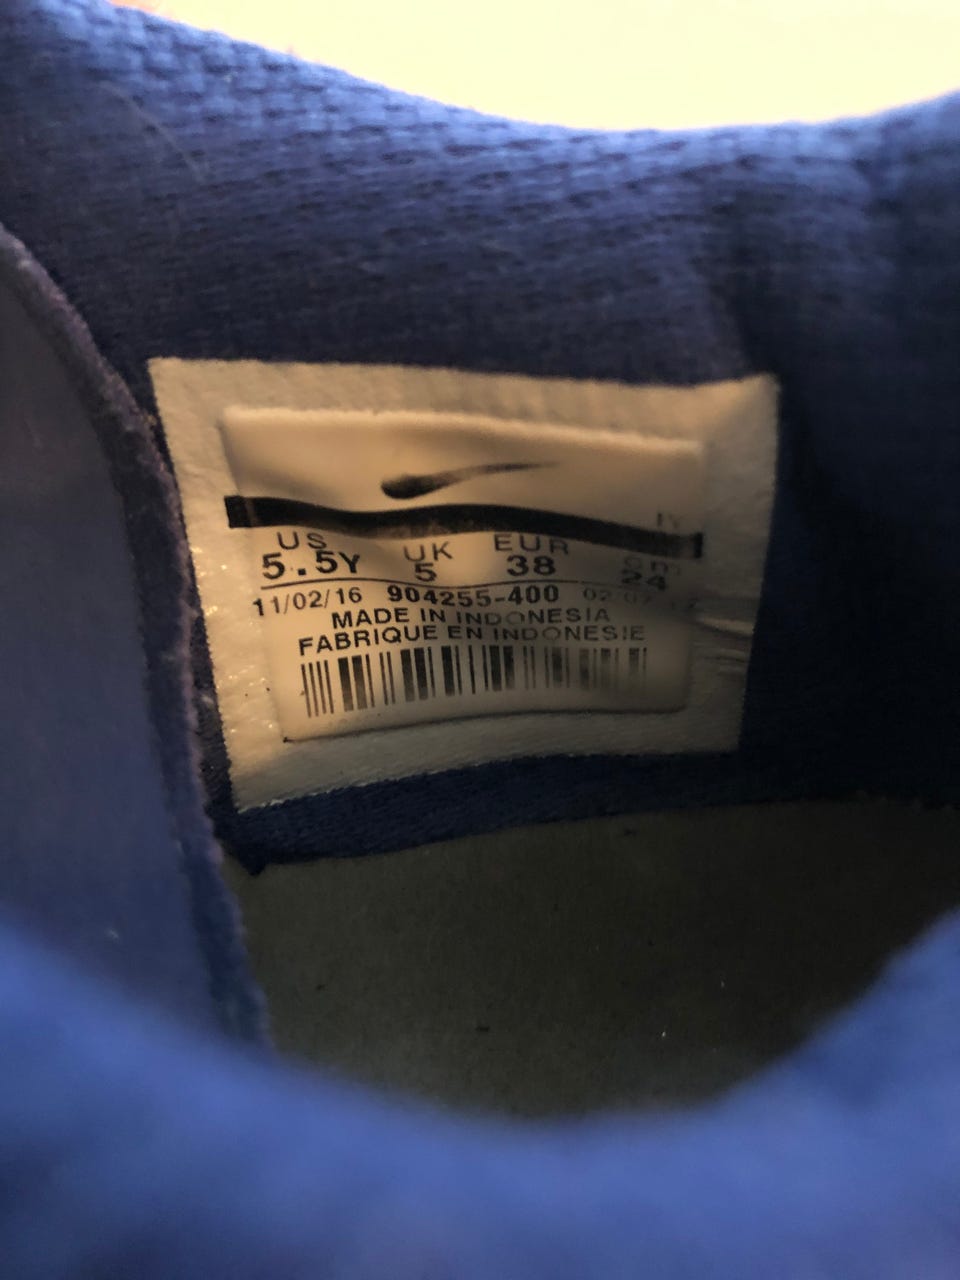 US UK EUR cm
5.5Y 5 38 24
11/02/16 904255-400
MADE IN INDONESIA
FABRIQUE EN INDONESIE